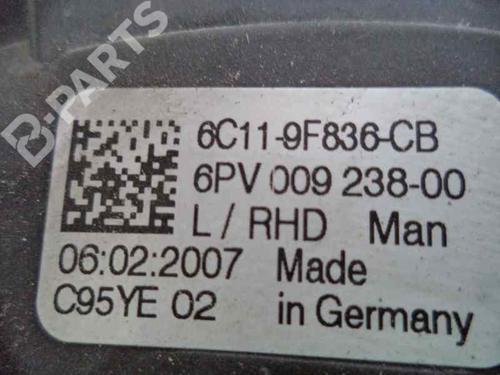 B-PARTS
6C11-9F836-CB
6PV 009 238-00
L / RHD Man
06:02:2007 Made
C95YE 02 in Germany